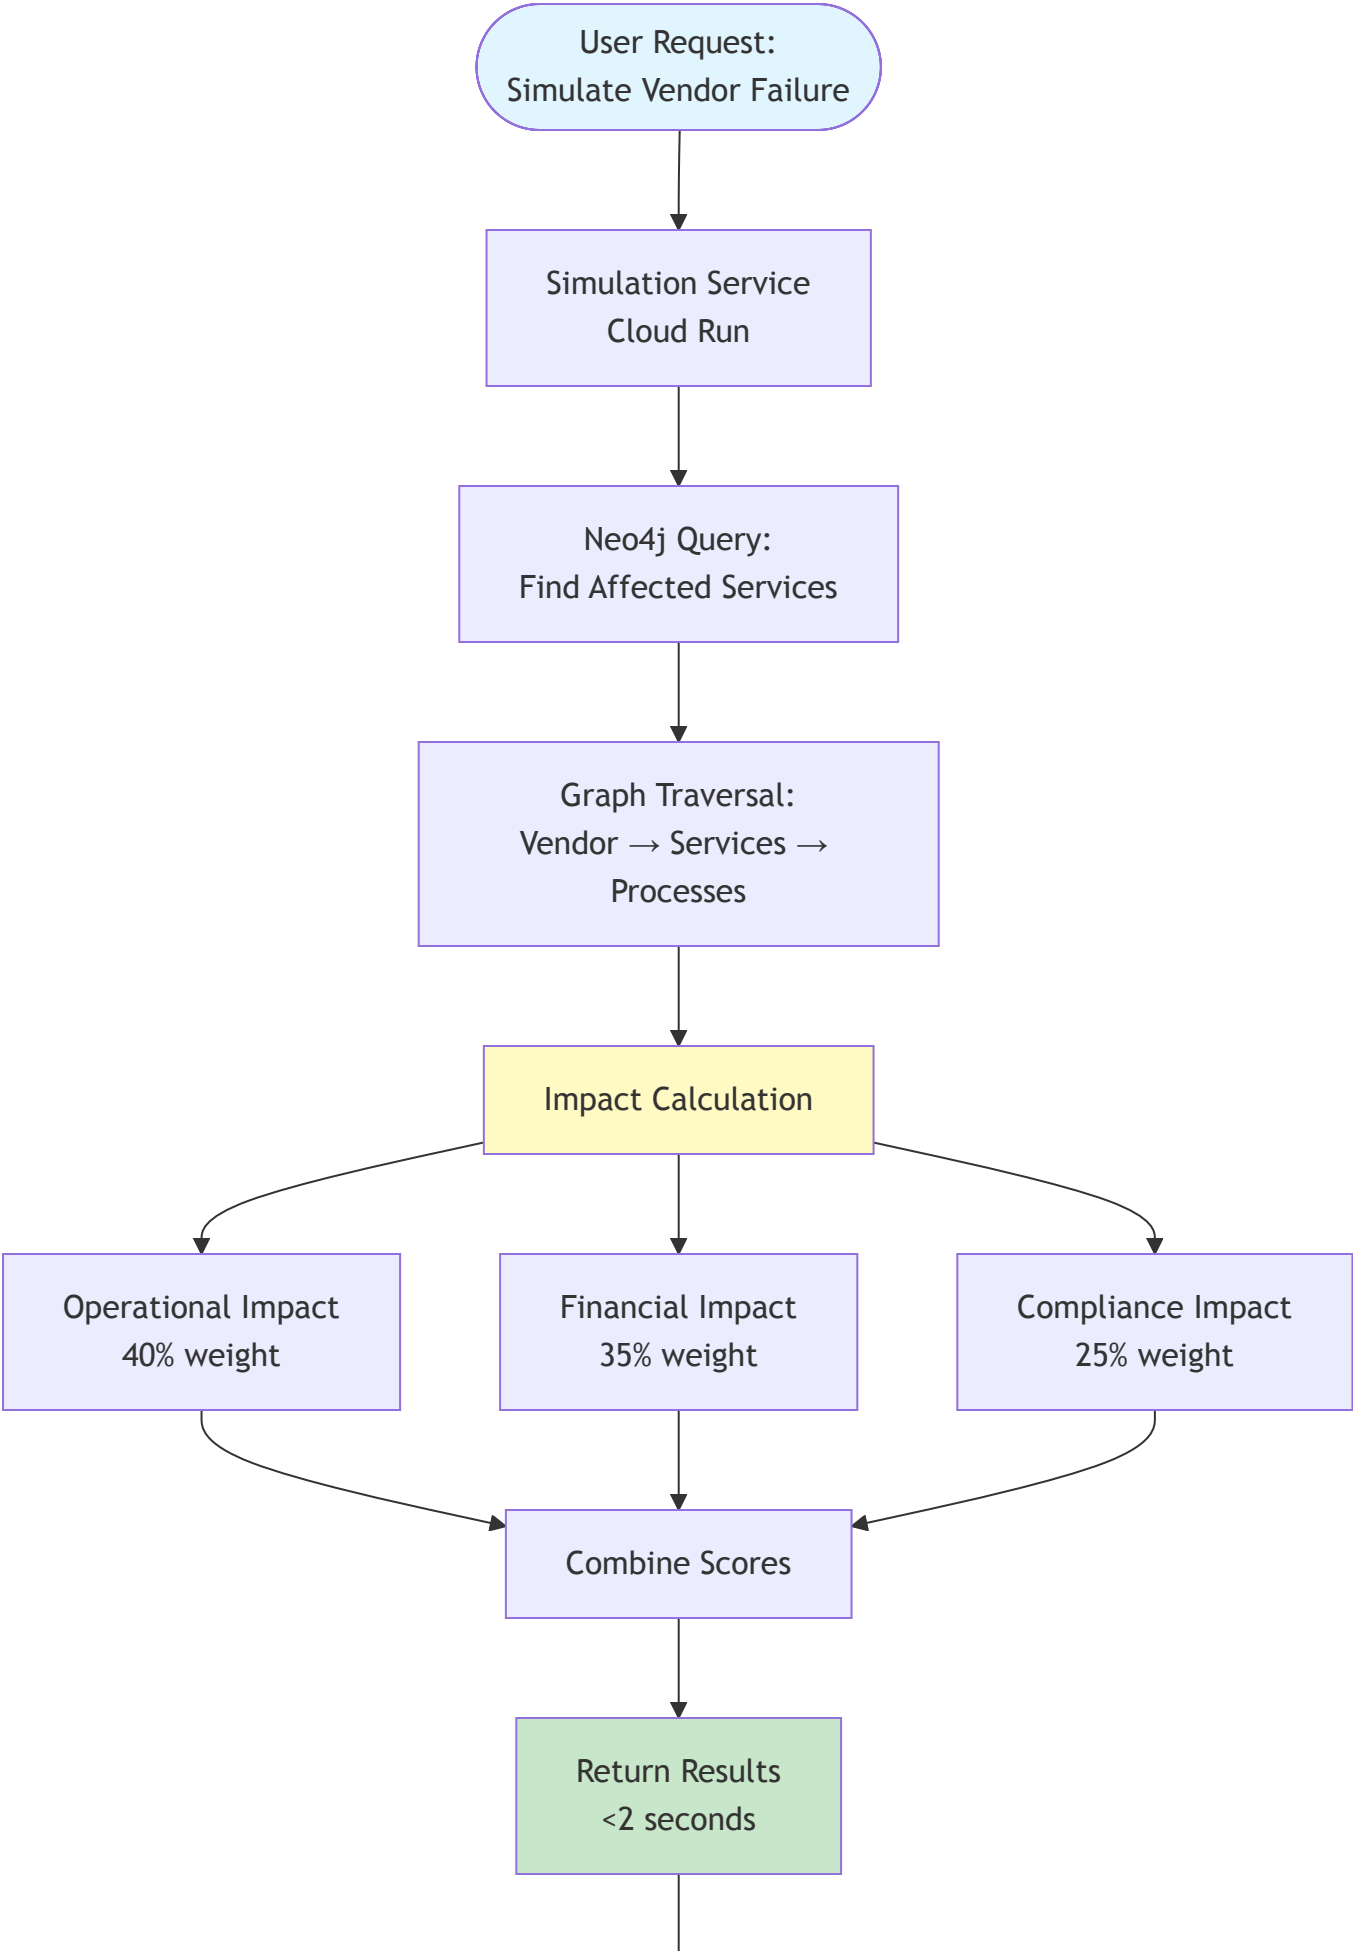 User Request:
Simulate Vendor Failure
Simulation Service
Cloud Run
Neo4j Query:
Find Affected Services
Graph Traversal:
Vendor → Services →
Processes
Impact Calculation
Operational Impact
40% weight
Financial Impact
35% weight
Compliance Impact
25% weight
Combine Scores
Return Results
<2 seconds